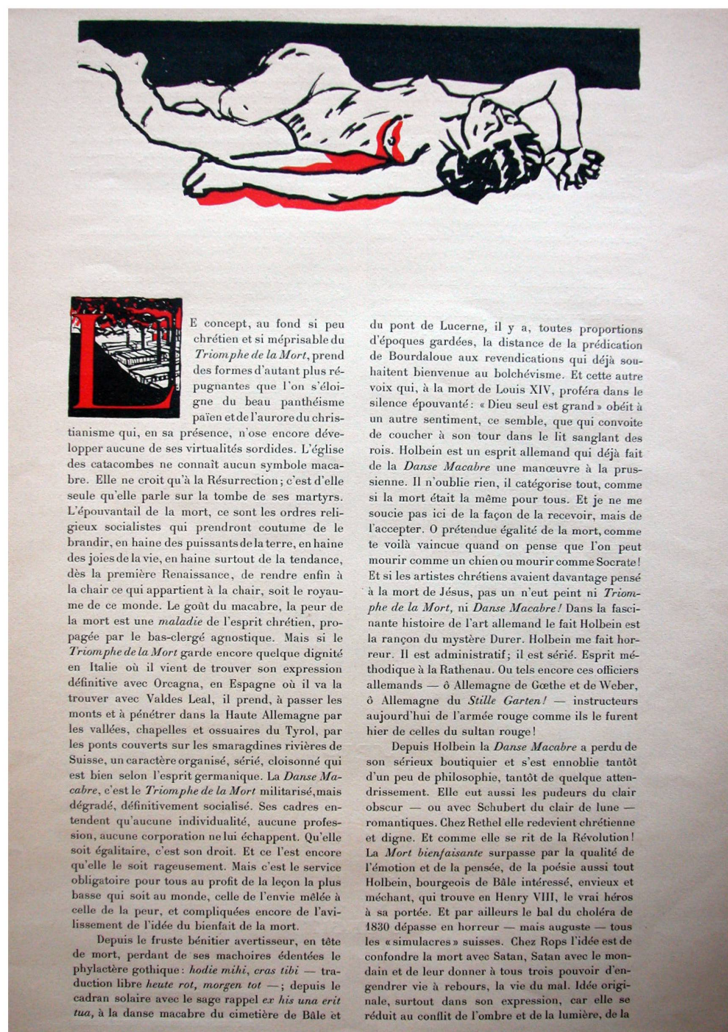 LE concept, au fond si peu
chrétien et si méprisable du
Triomphe de la Mort, prend
des formes d'autant plus ré-
pugnantes que l'on s'éloi-
gne du beau panthéisme
païen et de l'aurore du chris-
tianisme qui, en sa présence, n'ose encore déve-
lopper aucune de ses virtualités sordides. L'église
des catacombes ne connaît aucun symbole maca-
bre. Elle ne croit qu'à la Résurrection; c'est d'elle
seule qu'elle parle sur la tombe de ses martyrs.
L'épouvantail de la mort, ce sont les ordres reli-
gieux socialistes qui prendront coutume de le
brandir, en haine des puissants de la terre, en haine
des joies de la vie, en haine surtout de la tendance,
dès la première Renaissance, de rendre enfin à
la chair ce qui appartient à la chair, soit le royau-
me de ce monde. Le goût du macabre, la peur de
la mort est une maladie de l'esprit chrétien, pro-
pagée par le bas-clergé agnostique. Mais si le
Triomphe de la Mort garde encore quelque dignité
en Italie où il vient de trouver son expression
définitive avec Orcagna, en Espagne où il va la
trouver avec Valdes Leal, il prend, à passer les
monts et à pénétrer dans la Haute Allemagne par
les vallées, chapelles et ossuaires du Tyrol, par
les ponts couverts sur les smaragdines rivières de
Suisse, un caractère organisé, sérié, cloisonné qui
est bien selon l'esprit germanique. La Danse Ma-
cabre, c'est le Triomphe de la Mort militarisé, mais
dégradé, définitivement socialisé. Ses cadres en-
tendent qu'aucune individualité, aucune profes-
sion, aucune corporation ne lui échappent. Qu'elle
soit égalitaire, c'est son droit. Et ce l'est encore
qu'elle le soit rageusement. Mais c'est le service
obligatoire pour tous au profit de la leçon la plus
basse qui soit au monde, celle de l'envie mêlée à
celle de la peur, et compliquées encore de l'avi-
lissement de l'idée du bienfait de la mort.
Depuis le fruste bénitier avertisseur, en tête
de mort, perdant de ses machoires édentées le
phylactère gothique: hodie mihi, cras tibi — tra-
duction libre heute rot, morgen tot —; depuis le
cadran solaire avec le sage rappel ex his una erit
tua, à la danse macabre du cimetière de Bâle et
du pont de Lucerne, il y a, toutes proportions
d'époques gardées, la distance de la prédication
de Bourdaloue aux revendications qui déjà sou-
haitent bienvenue au bolchévisme. Et cette autre
voix qui, à la mort de Louis XIV, proféra dans le
silence épouvanté: « Dieu seul est grand » obéit à
un autre sentiment, ce semble, que qui convoite
de coucher à son tour dans le lit sanglant des
rois. Holbein est un esprit allemand qui déjà fait
de la Danse Macabre une manœuvre à la prus-
sienne. Il n'oublie rien, il catégorise tout, comme
si la mort était la même pour tous. Et je ne me
soucie pas ici de la façon de la recevoir, mais de
l'accepter. O prétendue égalité de la mort, comme
te voilà vaincue quand on pense que l'on peut
mourir comme un chien ou mourir comme Socrate!
Et si les artistes chrétiens avaient davantage pensé
à la mort de Jésus, pas un n'eut peint ni Triom-
phe de la Mort, ni Danse Macabre! Dans la fasci-
nante histoire de l'art allemand le fait Holbein est
la rançon du mystère Durer. Holbein me fait hor-
reur. Il est administratif; il est sérié. Esprit mé-
thodique à la Rathenau. Ou tels encore ces officiers
allemands — ô Allemagne de Gœthe et de Weber,
ô Allemagne du Stille Garten! — instructeurs
aujourd'hui de l'armée rouge comme ils le furent
hier de celles du sultan rouge!
Depuis Holbein la Danse Macabre a perdu de
son sérieux boutiquier et s'est ennoblie tantôt
d'un peu de philosophie, tantôt de quelque atten-
drissement. Elle eut aussi les pudeurs du clair
obscur — ou avec Schubert du clair de lune —
romantiques. Chez Rethel elle redevient chrétienne
et digne. Et comme elle se rit de la Révolution!
La Mort bienfaisante surpasse par la qualité de
l'émotion et de la pensée, de la poésie aussi tout
Holbein, bourgeois de Bâle intéressé, envieux et
méchant, qui trouve en Henry VIII, le vrai héros
à sa portée. Et par ailleurs le bal du choléra de
1830 dépasse en horreur — mais auguste — tous
les « simulacres » suisses. Chez Rops l'idée est de
confondre la mort avec Satan, Satan avec le mon-
dain et de leur donner à tous trois pouvoir d'en-
gendrer vie à rebours, la vie du mal. Idée origi-
nale, surtout dans son expression, car elle se
réduit au conflit de l'ombre et de la lumière, de la